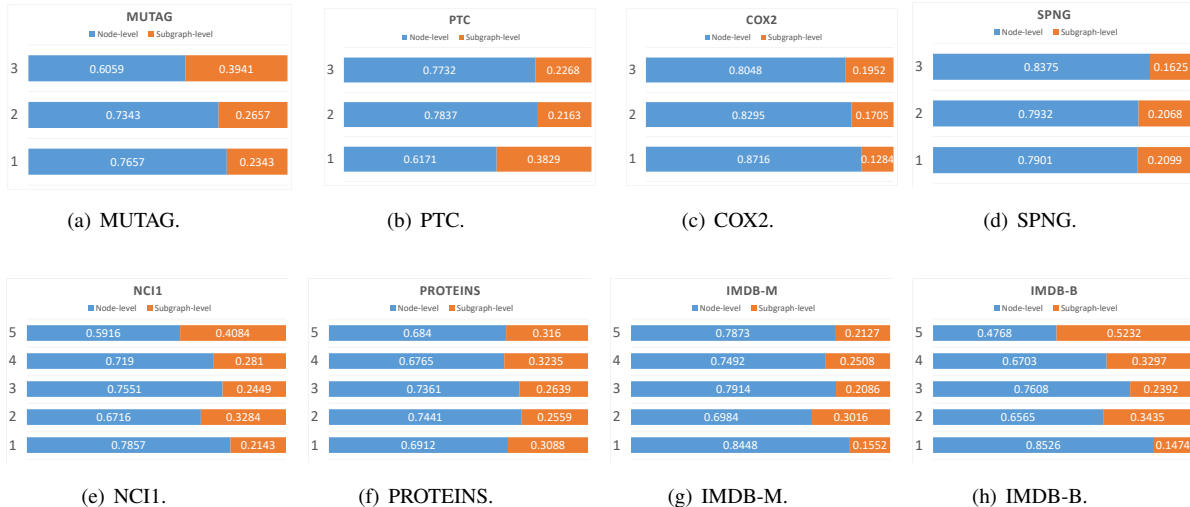 MUTAG
Node-level Subgraph-level
3 0.6059 0.3941
2 0.7343 0.2657
1 0.7657 0.2343
(a) MUTAG.
PTC
Node-level Subgraph-level
3 0.7732 0.2268
2 0.7837 0.2163
1 0.6171 0.3829
(b) PTC.
COX2
Node-level Subgraph-level
3 0.8048 0.1952
2 0.8295 0.1705
1 0.8716 0.1284
(c) COX2.
SPNG
Node-level Subgraph-level
3 0.8375 0.1625
2 0.7932 0.2068
1 0.7901 0.2099
(d) SPNG.
NCI1
Node-level Subgraph-level
5 0.5916 0.4084
4 0.719 0.281
3 0.7551 0.2449
2 0.6716 0.3284
1 0.7857 0.2143
(e) NCI1.
PROTEINS
Node-level Subgraph-level
5 0.684 0.316
4 0.6765 0.3235
3 0.7361 0.2639
2 0.7441 0.2559
1 0.6912 0.3088
(f) PROTEINS.
IMDB-M
Node-level Subgraph-level
5 0.7873 0.2127
4 0.7492 0.2508
3 0.7914 0.2086
2 0.6984 0.3016
1 0.8448 0.1552
(g) IMDB-M.
IMDB-B
Node-level Subgraph-level
5 0.4768 0.5232
4 0.6703 0.3297
3 0.7608 0.2392
2 0.6565 0.3435
1 0.8526 0.1474
(h) IMDB-B.